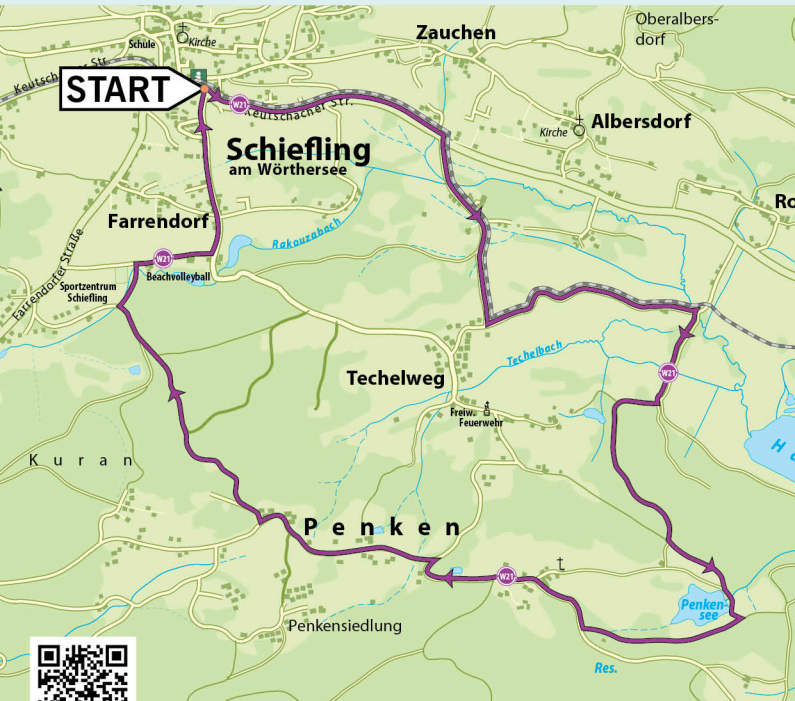 Oberalbers-
dorf
Zauchen
Schule
Kirche
Keutschacher Str.
START
W21
Keutschacher Str.
Kirche
Albersdorf
Schiefling
am Wörthersee
Ro
Farrendorf
Rakouzabach
W21
Beachvolleyball
Farrendorfer Straße
Sportzentrum
Schiefling
Techelbach
Techelweg
W21
Freiw.
Feuerwehr
Kuran
Penken
W21
Penken-
see
Penkensiedlung
Res.